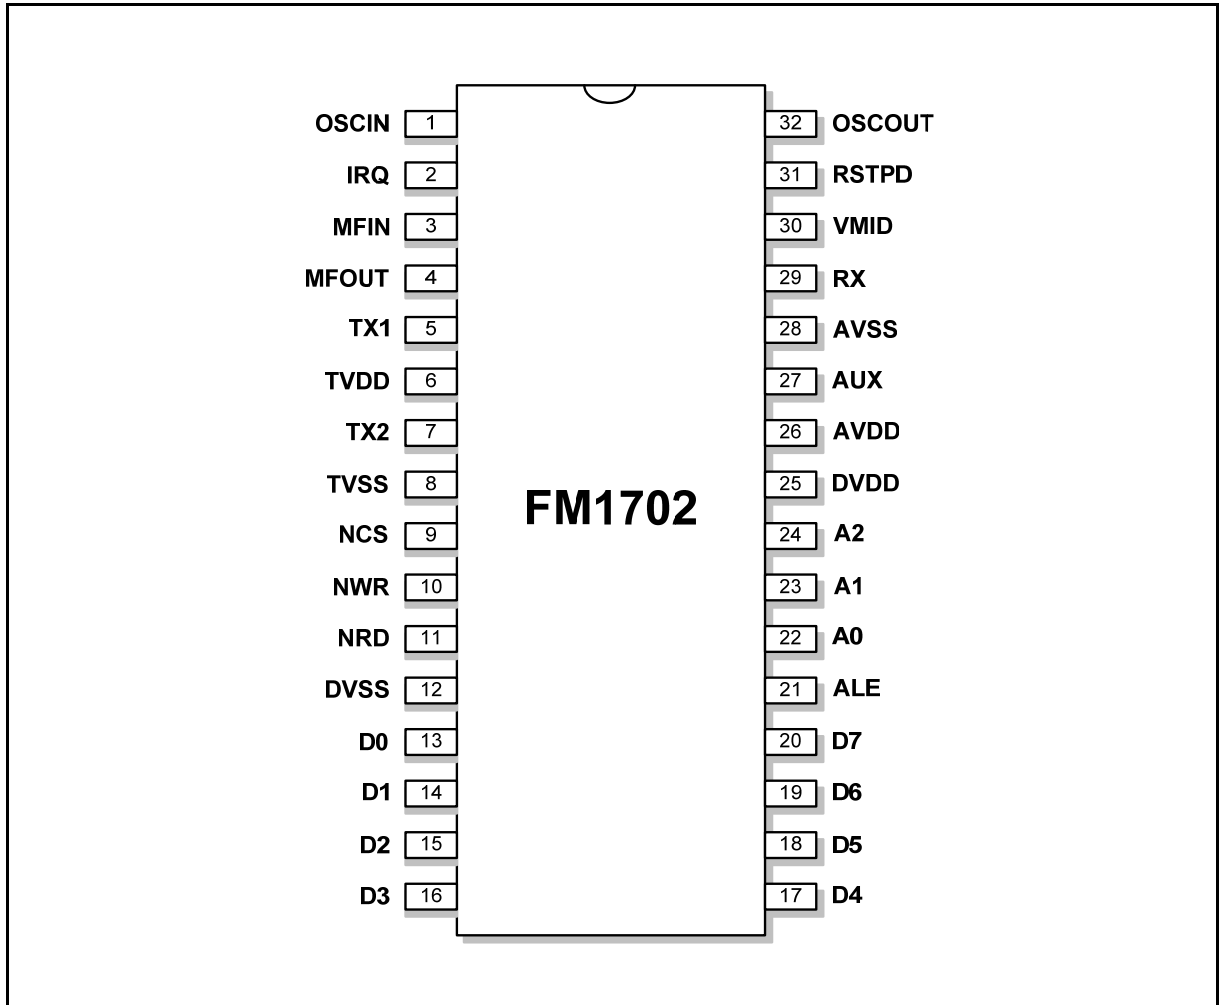 OSCIN 1 32 OSCOUT
IRQ 2 31 RSTPD
MFIN 3 30 VMID
MFOUT 4 29 RX
TX1 5 28 AVSS
TVDD 6 27 AUX
TX2 7 26 AVDD
TVSS 8 25 DVDD
FM1702
NCS 9 24 A2
NWR 10 23 A1
NRD 11 22 A0
DVSS 12 21 ALE
D0 13 20 D7
D1 14 19 D6
D2 15 18 D5
D3 16 17 D4